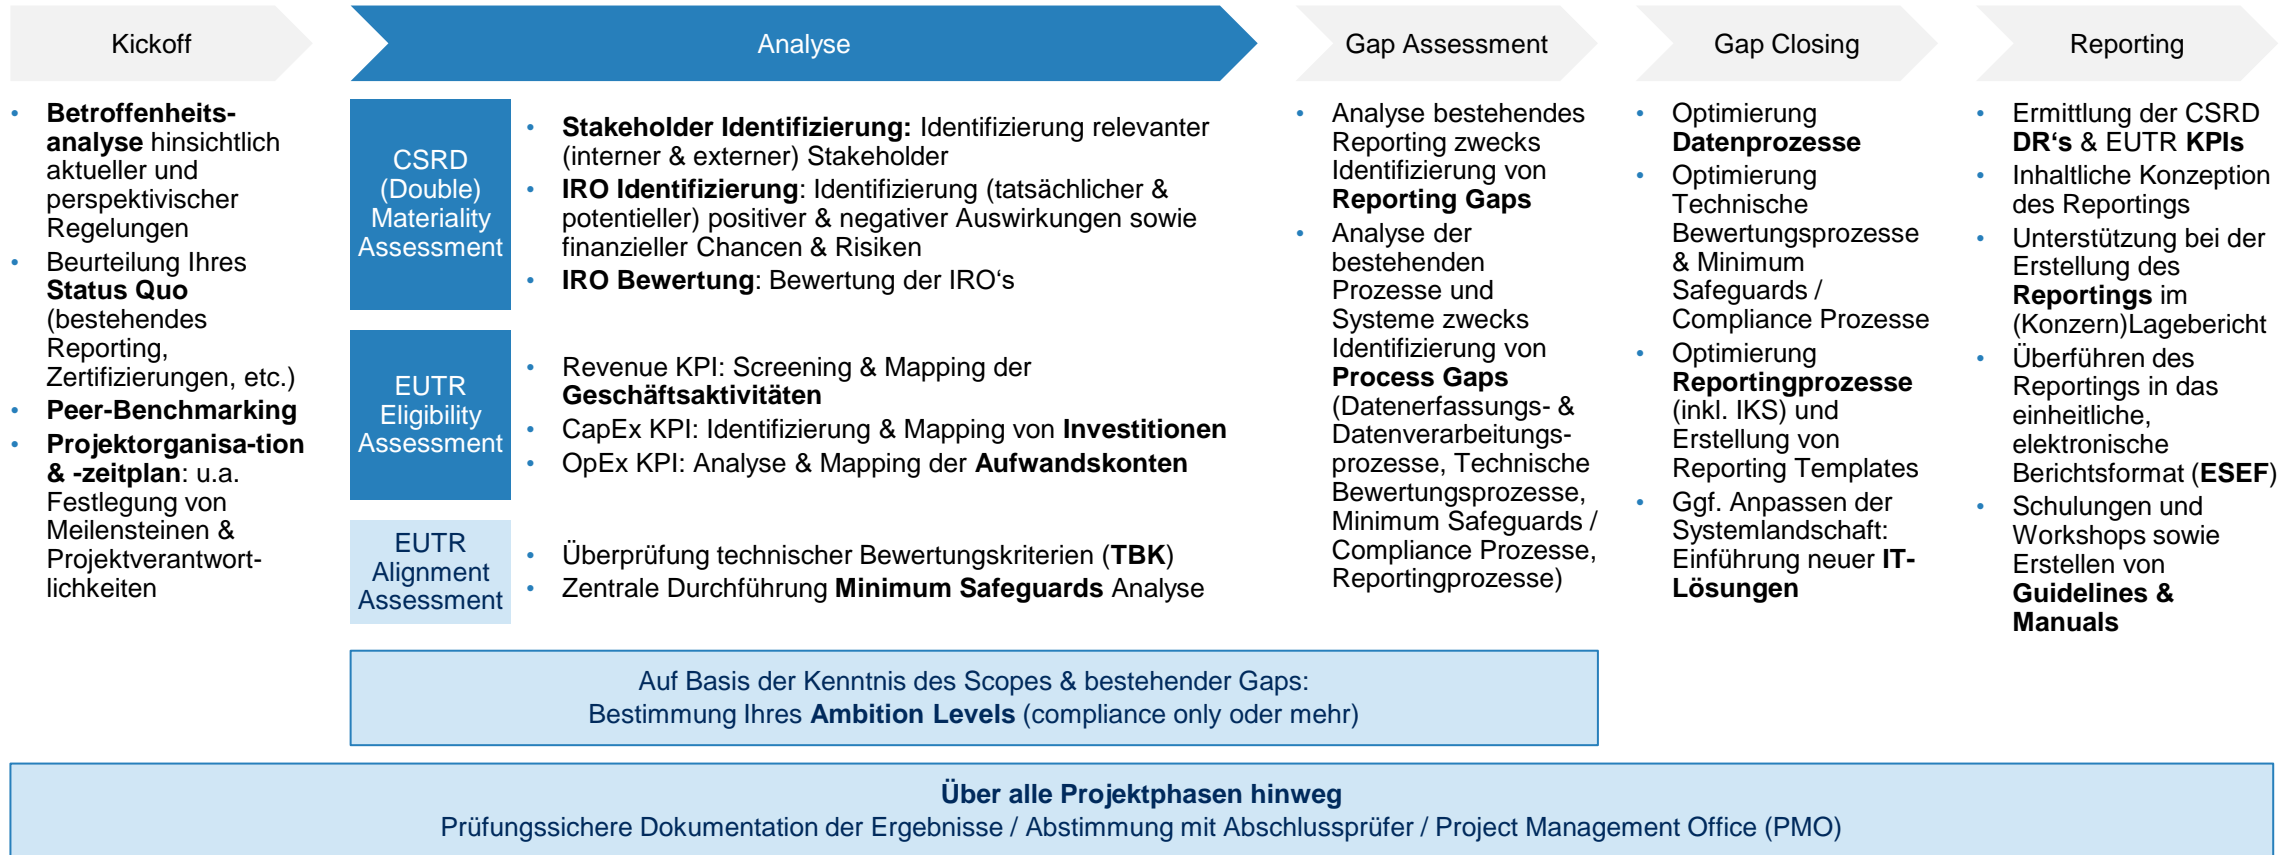 Kickoff
Analyse
Gap Assessment
Gap Closing
Reporting
• Betroffenheits-
analyse hinsichtlich
aktueller und
perspektivischer
Regelungen
• Beurteilung Ihres
Status Quo
(bestehendes
Reporting,
Zertifizierungen, etc.)
• Peer-Benchmarking
• Projektorganisa-tion
& -zeitplan: u.a.
Festlegung von
Meilensteinen &
Projektverantwort-
lichkeiten
CSRD
(Double)
Materiality
Assessment
• Stakeholder Identifizierung: Identifizierung relevanter
(interner & externer) Stakeholder
• IRO Identifizierung: Identifizierung (tatsächlicher &
potentieller) positiver & negativer Auswirkungen sowie
finanzieller Chancen & Risiken
• IRO Bewertung: Bewertung der IRO‘s
EUTR
Eligibility
Assessment
• Revenue KPI: Screening & Mapping der
Geschäftsaktivitäten
• CapEx KPI: Identifizierung & Mapping von Investitionen
• OpEx KPI: Analyse & Mapping der Aufwandskonten
EUTR
Alignment
Assessment
• Überprüfung technischer Bewertungskriterien (TBK)
• Zentrale Durchführung Minimum Safeguards Analyse
• Analyse bestehendes
Reporting zwecks
Identifizierung von
Reporting Gaps
• Analyse der
bestehenden
Prozesse und
Systeme zwecks
Identifizierung von
Process Gaps
(Datenerfassungs- &
Datenverarbeitungs-
prozesse, Technische
Bewertungsprozesse,
Minimum Safeguards /
Compliance Prozesse,
Reportingprozesse)
• Optimierung
Datenprozesse
• Optimierung
Technische
Bewertungsprozesse
& Minimum
Safeguards /
Compliance Prozesse
• Optimierung
Reportingprozesse
(inkl. IKS) und
Erstellung von
Reporting Templates
• Ggf. Anpassen der
Systemlandschaft:
Einführung neuer IT-
Lösungen
• Ermittlung der CSRD
DR‘s & EUTR KPIs
• Inhaltliche Konzeption
des Reportings
• Unterstützung bei der
Erstellung des
Reportings im
(Konzern)Lagebericht
• Überführen des
Reportings in das
einheitliche,
elektronische
Berichtsformat (ESEF)
• Schulungen und
Workshops sowie
Erstellen von
Guidelines &
Manuals
Auf Basis der Kenntnis des Scopes & bestehender Gaps:
Bestimmung Ihres Ambition Levels (compliance only oder mehr)
Über alle Projektphasen hinweg
Prüfungssichere Dokumentation der Ergebnisse / Abstimmung mit Abschlussprüfer / Project Management Office (PMO)